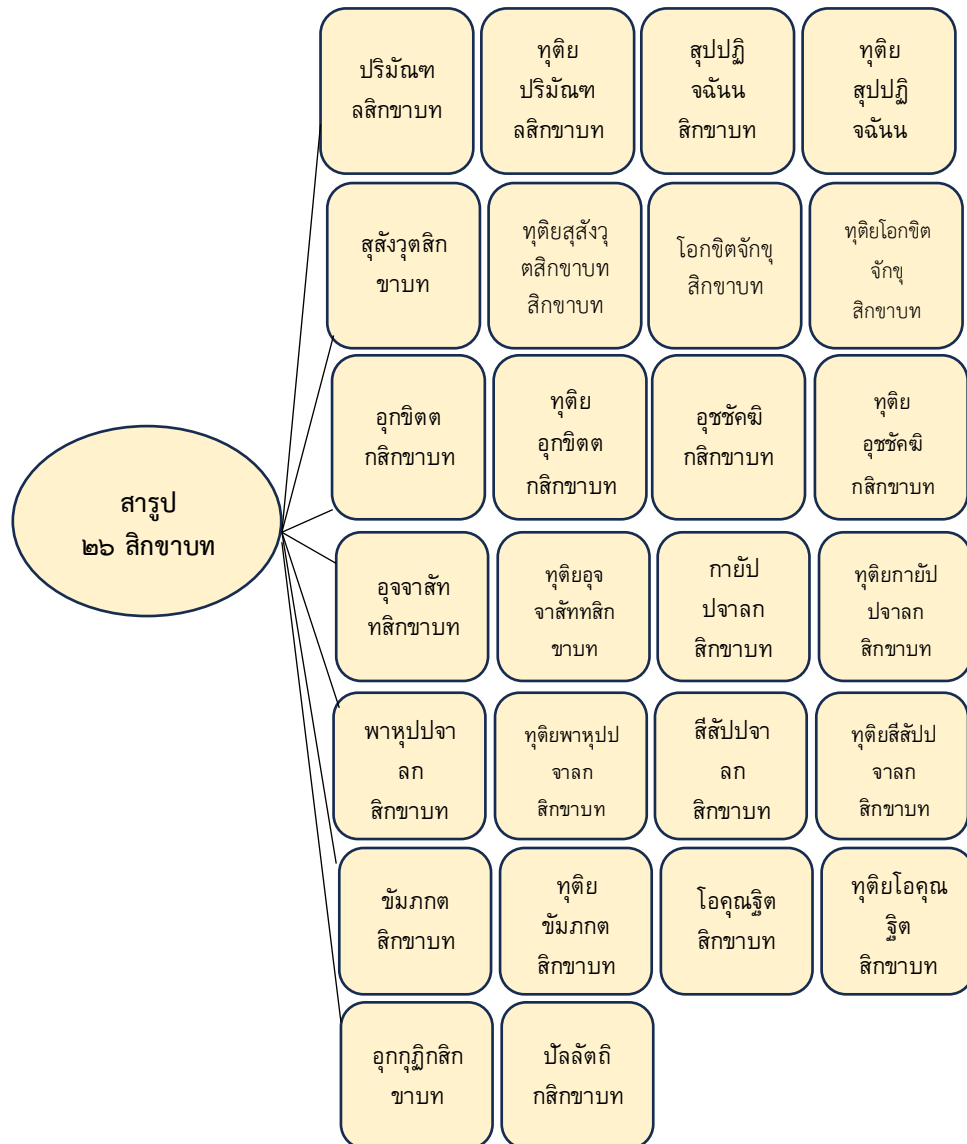 ปริมัณฑ
ลสิกขาบท
ทุติย
ปริมัณฑ
ลสิกขาบท
สุปปฏิ
จฉันน
สิกขาบท
ทุติย
สุปปฏิ
จฉันน
สุสังวุตสิก
ขาบท
ทุติยสุสังวุ
ตสิกขาบท
สิกขาบท
โอกขิตจักขุ
สิกขาบท
ทุติยโอกขิต
จักขุ
สิกขาบท
อุกขิตต
กสิกขาบท
ทุติย
อุกขิตต
กสิกขาบท
อุชชัคฆิ
กสิกขาบท
ทุติย
อุชชัคฆิ
กสิกขาบท
สารูป
๒๖ สิกขาบท
อุจจาสัท
ทสิกขาบท
ทุติยอุจ
จาสัททสิก
ขาบท
กายัป
ปจาลก
สิกขาบท
ทุติยกายัป
ปจาลก
สิกขาบท
พาหุปปจา
ลก
สิกขาบท
ทุติยพาหุปป
จาลก
สิกขาบท
สีสัปปจา
ลก
สิกขาบท
ทุติยสีสัปป
จาลก
สิกขาบท
ขัมภกต
สิกขาบท
ทุติย
ขัมภกต
สิกขาบท
โอคุณฐิต
สิกขาบท
ทุติยโอคุณ
ฐิต
สิกขาบท
อุกกุฏิกสิก
ขาบท
ปัลลัตถิ
กสิกขาบท